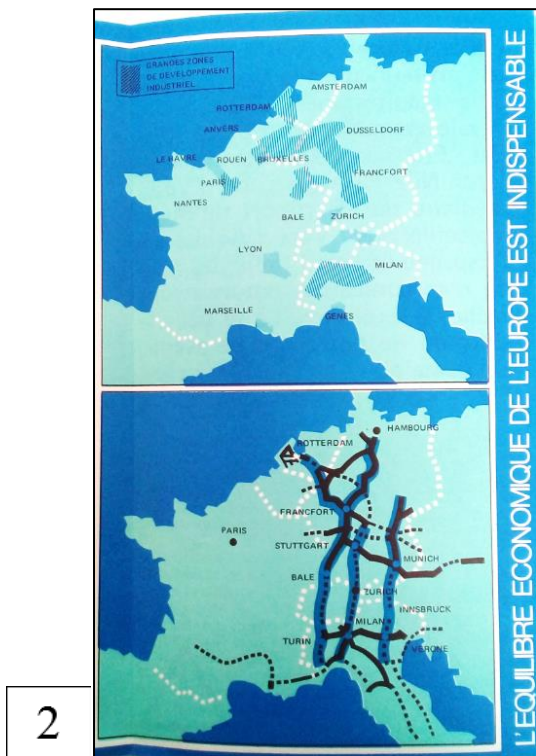 GRANDES ZONES
DE DEVELOPPEMENT
INDUSTRIEL
AMSTERDAM
ROTTERDAM
ANVERS
DUSSELDORF
LE HAVRE
ROUEN
BRUXELLES
PARIS
FRANCFORT
NANTES
BALE
ZURICH
LYON
MILAN
MARSEILLE
GENES
HAMBOURG
ROTTERDAM
FRANCFORT
PARIS
STUTTGART
MUNICH
BALE
ZURICH
INNSBRUCK
MILAN
TURIN
VERONE
L'EQUILIBRE ECONOMIQUE DE L'EUROPE EST INDISPENSABLE
2